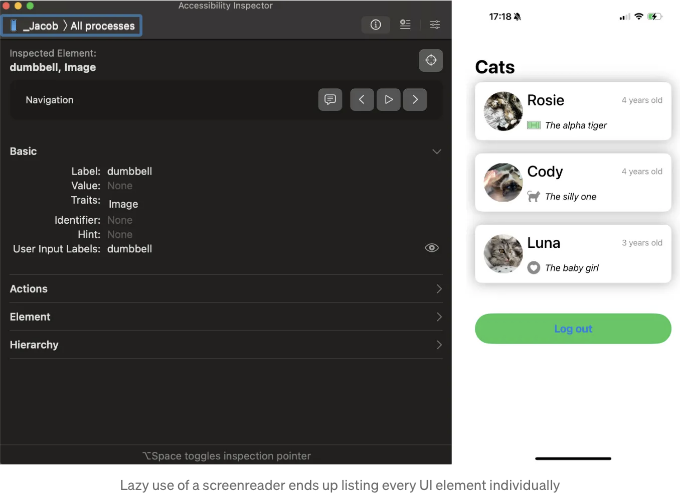 Accessibility Inspector
_Jacob 〉All processes
Inspected Element:
dumbbell, Image
Navigation
Basic
Label: dumbbell
Value: None
Traits: Image
Identifier: None
Hint: None
User Input Labels: dumbbell
Actions
Element
Hierarchy
⌥Space toggles inspection pointer
17:18
Cats
Rosie 4 years old
The alpha tiger
Cody 4 years old
The silly one
Luna 3 years old
The baby girl
Log out
Lazy use of a screenreader ends up listing every UI element individually